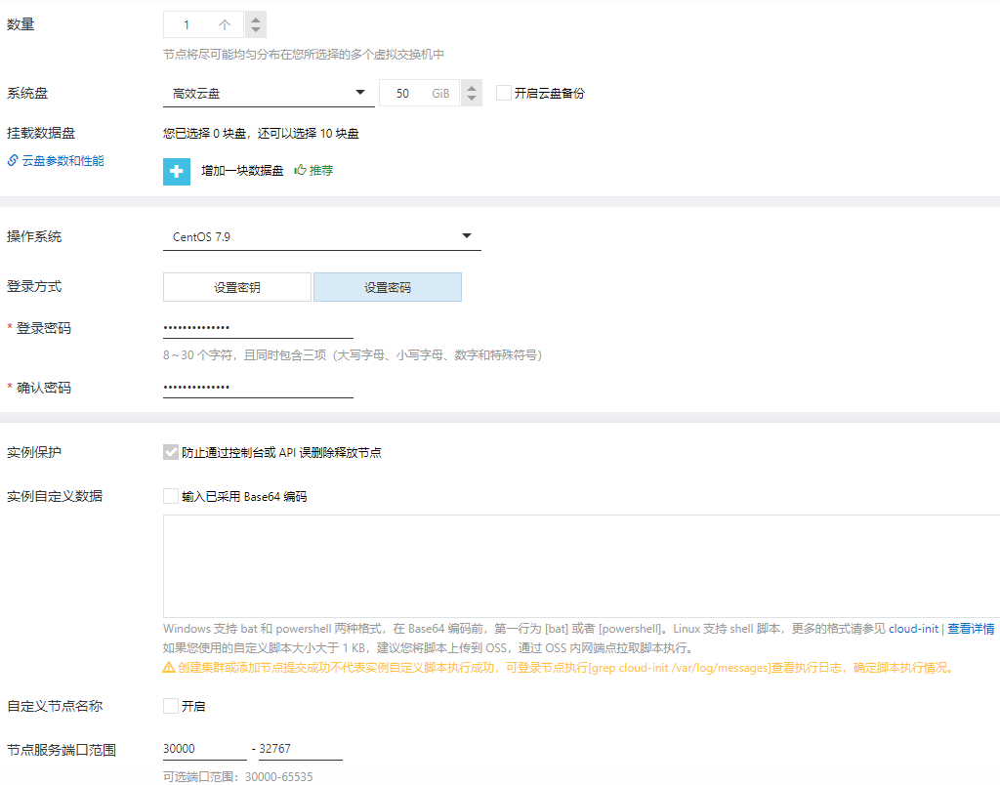 数量 1 个
节点将尽可能均匀分布在您所选择的多个虚拟交换机中
系统盘 高效云盘 50 GiB 开启云盘备份
挂载数据盘 您已选择 0 块盘，还可以选择 10 块盘
云盘参数和性能
增加一块数据盘 推荐
操作系统 CentOS 7.9
登录方式 设置密钥 设置密码
* 登录密码 ••••••••••••••
8～30 个字符，且同时包含三项（大写字母、小写字母、数字和特殊符号）
* 确认密码 ••••••••••••••
实例保护 防止通过控制台或 API 误删除释放节点
实例自定义数据 输入已采用 Base64 编码
Windows 支持 bat 和 powershell 两种格式，在 Base64 编码前，第一行为 [bat] 或者 [powershell]。Linux 支持 shell 脚本，更多的格式请参见 cloud-init | 查看详情
如果您使用的自定义脚本大小大于 1 KB，建议您将脚本上传到 OSS，通过 OSS 内网端点拉取脚本执行。
创建集群或添加节点提交成功不代表实例自定义脚本执行成功，可登录节点执行[grep cloud-init /var/log/messages]查看执行日志，确定脚本执行情况。
自定义节点名称 开启
节点服务端口范围 30000 - 32767
可选端口范围：30000-65535